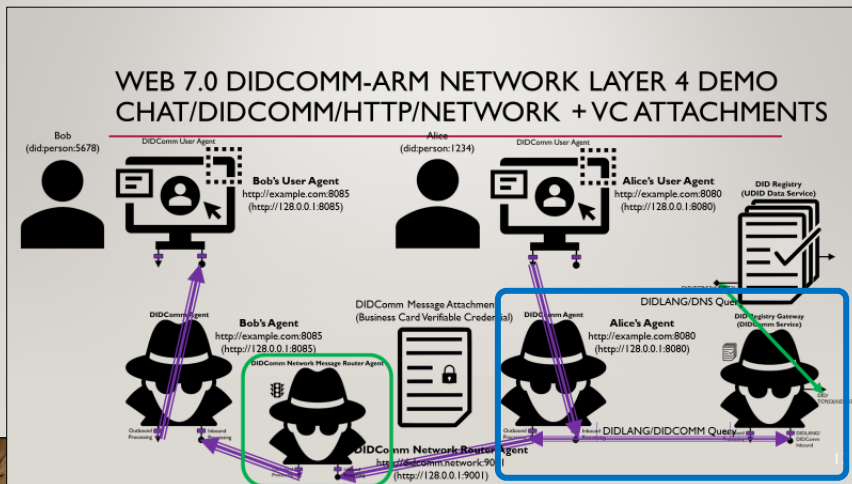 WEB 7.0 DIDCOMM-ARM NETWORK LAYER 4 DEMO
CHAT/DIDCOMM/HTTP/NETWORK + VC ATTACHMENTS
Bob
(did:person:5678)
DIDComm User Agent
Bob's User Agent
http://example.com:8085
(http://128.0.0.1:8085)
Alice
(did:person:1234)
DIDComm User Agent
Alice's User Agent
http://example.com:8080
(http://128.0.0.1:8080)
DID Registry
(UDID Data Service)
DIDLANG/DNS Query
DIDComm Agent
Bob's Agent
http://example.com:8085
(http://128.0.0.1:8085)
DIDComm Message Attachment
(Business Card Verifiable Credential)
DIDComm Agent
Alice's Agent
http://example.com:8080
(http://128.0.0.1:8080)
DID Registry Gateway
(DIDComm Service)
DIDComm Network Message Router Agent
Outbound
Processing
Inbound
Processing
Outbound
Processing
Inbound
Processing
DIDLANG/DIDCOMM Query
DIDLANG/
DIDComm
Inbound
DIDComm Network Router Agent
http://didcomm.network:9001
(http://128.0.0.1:9001)